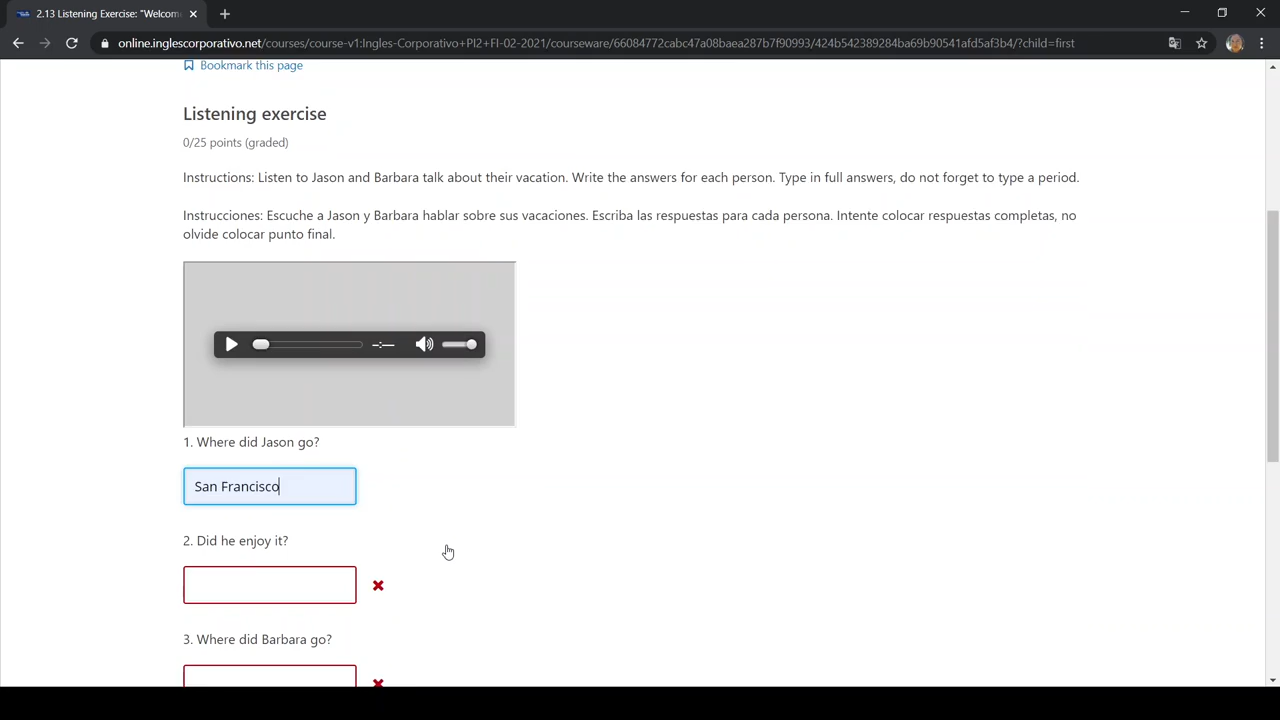 2.13 Listening Exercise: "Welcome
online.inglescorporativo.net/courses/course-v1:Ingles-Corporativo+PI2+FI-02-2021/courseware/66084772cabc47a08baea287b7f90993/424b542389284ba69b90541afd5af3b4/?child=first
Bookmark this page
Listening exercise
0/25 points (graded)
Instructions: Listen to Jason and Barbara talk about their vacation. Write the answers for each person. Type in full answers, do not forget to type a period.
Instrucciones: Escuche a Jason y Barbara hablar sobre sus vacaciones. Escriba las respuestas para cada persona. Intente colocar respuestas completas, no
olvide colocar punto final.
-:--
1. Where did Jason go?
San Francisco
2. Did he enjoy it?
3. Where did Barbara go?